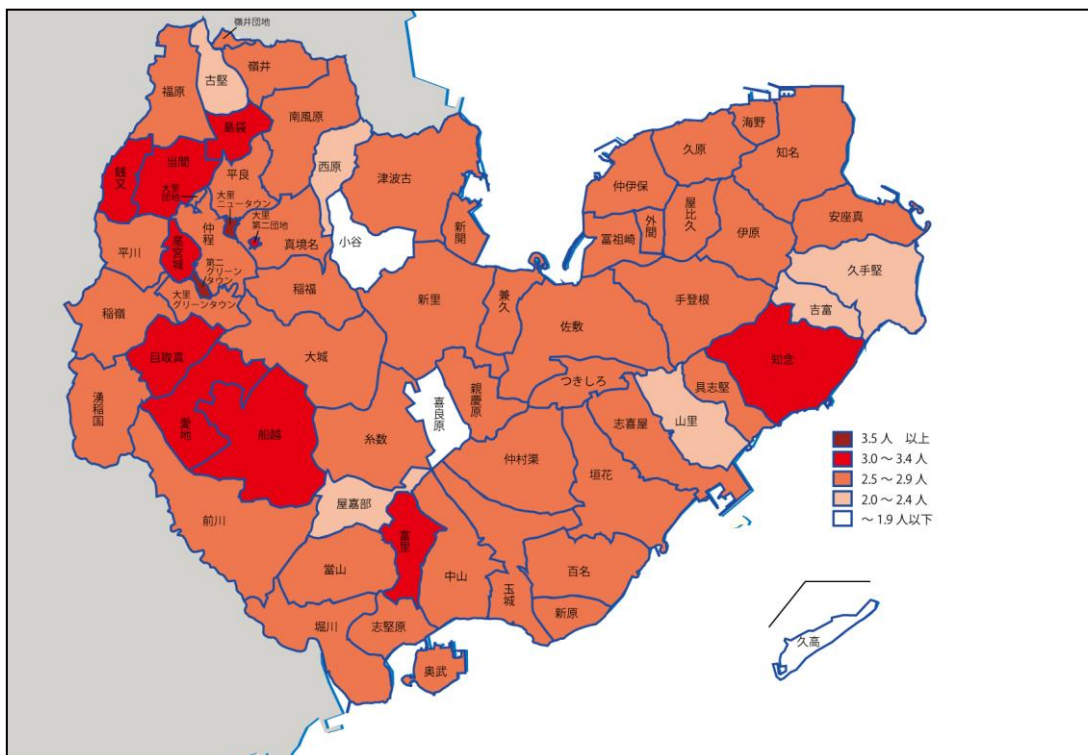 嶺井団地
嶺井
古堅
福原
南風原
島袋
西原
当間
銭又
平良
津波古
大里
団地
大里
ニュータウン
大里
第二団地
仲程
真境名
小谷
新開
平川
高宮城
第二
グリーン
タウン
大里
グリーンタウン
稲福
稲嶺
新里
兼久
佐敷
手登根
目取真
大城
湧稲国
愛地
船越
糸数
喜良原
親慶原
つきしろ
志喜屋
山里
具志堅
知念
仲村渠
垣花
屋嘉部
前川
富里
當山
中山
玉城
百名
新原
堀川
志堅原
奥武
海野
久原
知名
仲伊保
屋比久
外間
冨祖崎
伊原
安座真
久手堅
吉富
久高
3.5人 以上
3.0～3.4人
2.5～2.9人
2.0～2.4人
～1.9人以下